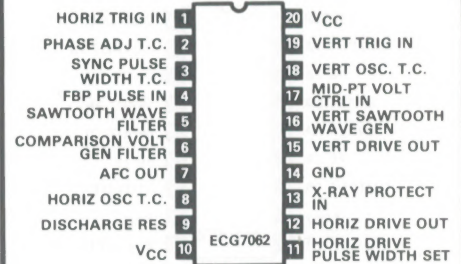 HORIZ TRIG IN 1
PHASE ADJ T.C. 2
SYNC PULSE
WIDTH T.C. 3
FBP PULSE IN 4
SAWTOOTH WAVE
FILTER 5
COMPARISON VOLT
GEN FILTER 6
AFC OUT 7
HORIZ OSC T.C. 8
DISCHARGE RES 9
VCC 10
ECG7062
20 VCC
19 VERT TRIG IN
18 VERT OSC. T.C.
17 MID-PT VOLT
CTRL IN
16 VERT SAWTOOTH
WAVE GEN
15 VERT DRIVE OUT
14 GND
13 X-RAY PROTECT
IN
12 HORIZ DRIVE OUT
11 HORIZ DRIVE
PULSE WIDTH SET